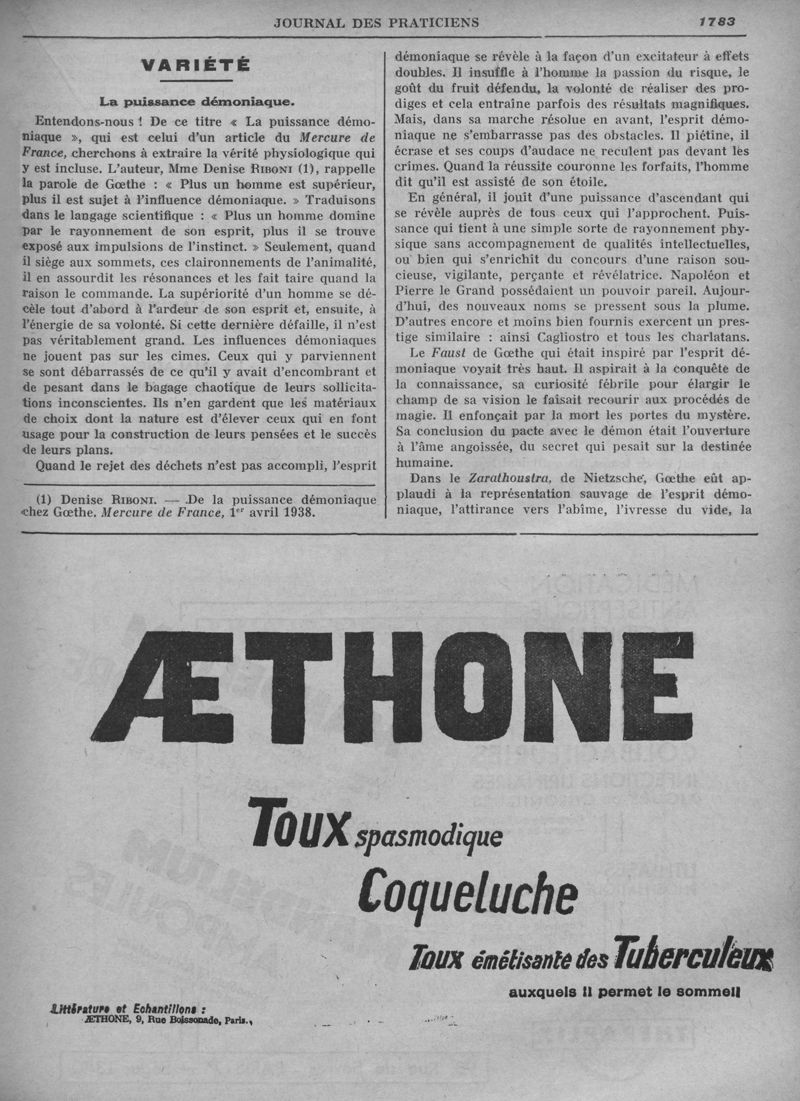 JOURNAL DES PRATICIENS 1783
VARIÉTÉ
La puissance démoniaque.
Entendons-nous ! De ce titre « La puissance démo-
niaque », qui est celui d'un article du Mercure de
France, cherchons à extraire la vérité physiologique qui
y est incluse. L'auteur, Mme Denise RIBONI (1), rappelle
la parole de Gœthe : « Plus un homme est supérieur,
plus il est sujet à l'influence démoniaque. » Traduisons
dans le langage scientifique : « Plus un homme domine
par le rayonnement de son esprit, plus il se trouve
exposé aux impulsions de l'instinct. » Seulement, quand
il siège aux sommets, ces claironnements de l'animalité,
il en assourdit les résonances et les fait taire quand la
raison le commande. La supériorité d'un homme se dé-
cèle tout d'abord à l'ardeur de son esprit et, ensuite, à
l'énergie de sa volonté. Si cette dernière défaille, il n'est
pas véritablement grand. Les influences démoniaques
ne jouent pas sur les cimes. Ceux qui y parviennent
se sont débarrassés de ce qu'il y avait d'encombrant et
de pesant dans le bagage chaotique de leurs sollicita-
tions inconscientes. Ils n'en gardent que les matériaux
de choix dont la nature est d'élever ceux qui en font
usage pour la construction de leurs pensées et le succès
de leurs plans.
Quand le rejet des déchets n'est pas accompli, l'esprit
(1) Denise RIBONI. — De la puissance démoniaque
chez Gœthe. Mercure de France, 1er avril 1938.
démoniaque se révèle à la façon d'un excitateur à effets
doubles. Il insuffle à l'homme la passion du risque, le
goût du fruit défendu, la volonté de réaliser des pro-
diges et cela entraîne parfois des résultats magnifiques.
Mais, dans sa marche résolue en avant, l'esprit démo-
niaque ne s'embarrasse pas des obstacles. Il piétine, il
écrase et ses coups d'audace ne reculent pas devant les
crimes. Quand la réussite couronne les forfaits, l'homme
dit qu'il est assisté de son étoile.
En général, il jouit d'une puissance d'ascendant qui
se révèle auprès de tous ceux qui l'approchent. Puis-
sance qui tient à une simple sorte de rayonnement phy-
sique sans accompagnement de qualités intellectuelles,
ou bien qui s'enrichit du concours d'une raison sou-
cieuse, vigilante, perçante et révélatrice. Napoléon et
Pierre le Grand possédaient un pouvoir pareil. Aujour-
d'hui, des nouveaux noms se pressent sous la plume.
D'autres encore et moins bien fournis exercent un pres-
tige similaire : ainsi Cagliostro et tous les charlatans.
Le Faust de Gœthe qui était inspiré par l'esprit dé-
moniaque voyait très haut. Il aspirait à la conquête de
la connaissance, sa curiosité fébrile pour élargir le
champ de sa vision le faisait recourir aux procédés de
magie. Il enfonçait par la mort les portes du mystère.
Sa conclusion du pacte avec le démon était l'ouverture
à l'âme angoissée, du secret qui pesait sur la destinée
humaine.
Dans le Zarathoustra, de Nietzsche, Gœthe eût ap-
plaudi à la représentation sauvage de l'esprit démo-
niaque, l'attirance vers l'abîme, l'ivresse du vide, la
ÆTHONE
Toux spasmodique
Coqueluche
Toux émétisante des Tuberculeux
auxquels il permet le sommeil
Littérature et Echantillons :
ÆTHONE, 9, Rue Boissonade, Paris.